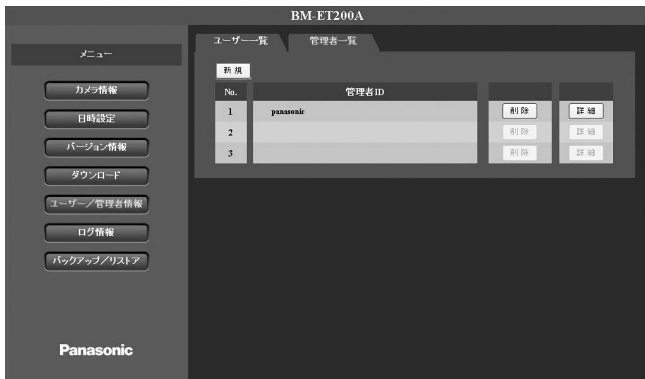 BM-ET200A
メニュー
カメラ情報
日時設定
バージョン情報
ダウンロード
ユーザー／管理者情報
ログ情報
バックアップ／リストア
Panasonic
ユーザー一覧 管理者一覧
新規
No. 管理者ID
1 panasonic 削除 詳細
2 削除 詳細
3 削除 詳細